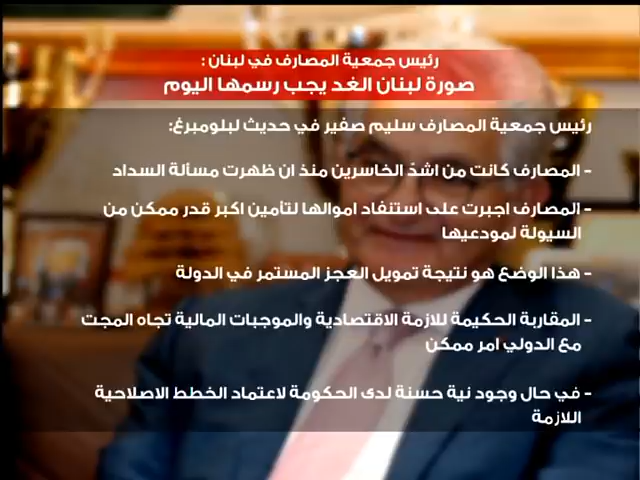 رئيس جمعية المصارف في لبنان :
صورة لبنان الغد يجب رسمها اليوم
رئيس جمعية المصارف سليم صفير في حديث لبلومبرغ:
- المصارف كانت من اشدّ الخاسرين منذ ان ظهرت مسألة السداد
- المصارف اجبرت على استنفاد اموالها لتأمين اكبر قدر ممكن من
السيولة لمودعيها
- هذا الوضع هو نتيجة تمويل العجز المستمر في الدولة
- المقاربة الحكيمة للازمة الاقتصادية والموجبات المالية تجاه المجت
مع الدولي امر ممكن
- في حال وجود نية حسنة لدى الحكومة لاعتماد الخطط الاصلاحية
اللازمة